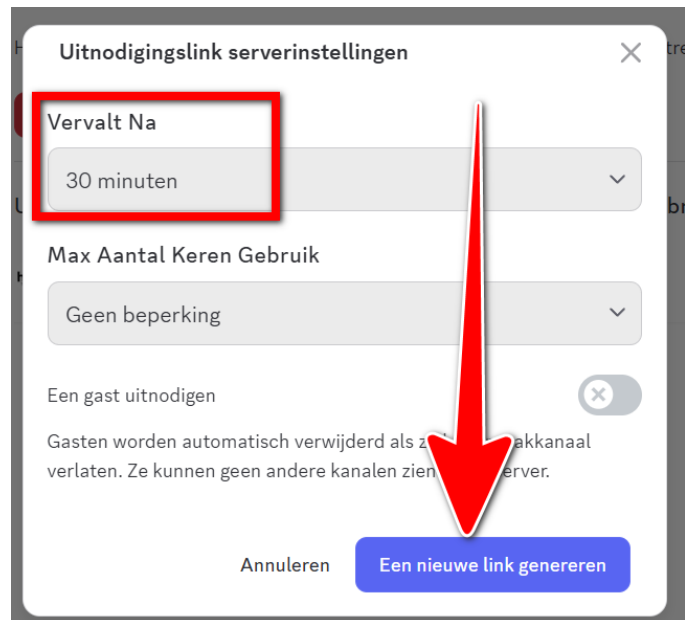 Uitnodigingslink serverinstellingen
Vervalt Na
30 minuten
Max Aantal Keren Gebruik
Geen beperking
Een gast uitnodigen
Gasten worden automatisch verwijderd als akkanaal
verlaten. Ze kunnen geen andere kanalen zien erver.
Annuleren
Een nieuwe link genereren